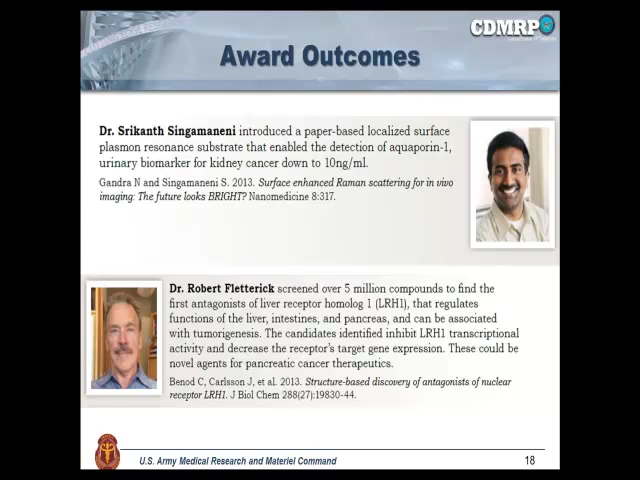 CDMRP
Award Outcomes
Dr. Srikanth Singamaneni introduced a paper-based localized surface
plasmon resonance substrate that enabled the detection of aquaporin-1,
urinary biomarker for kidney cancer down to 10ng/ml.
Gandra N and Singamaneni S. 2013. Surface enhanced Raman scattering for in vivo
imaging: The future looks BRIGHT? Nanomedicine 8:317.
Dr. Robert Fletterick screened over 5 million compounds to find the
first antagonists of liver receptor homolog 1 (LRH1), that regulates
functions of the liver, intestines, and pancreas, and can be associated
with tumorigenesis. The candidates identified inhibit LRH1 transcriptional
activity and decrease the receptor's target gene expression. These could be
novel agents for pancreatic cancer therapeutics.
Benod C, Carlsson J, et al. 2013. Structure-based discovery of antagonists of nuclear
receptor LRH1. J Biol Chem 288(27):19830-44.
U.S. Army Medical Research and Materiel Command
18